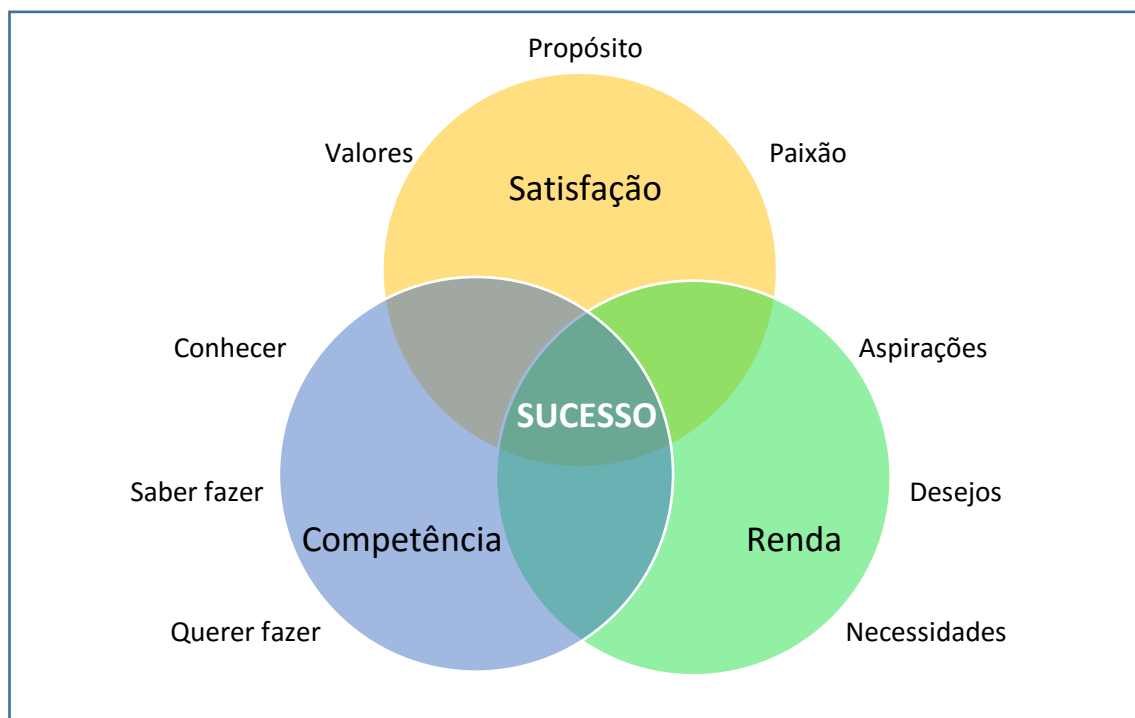 Propósito
Valores
Paixão
Satisfação
Conhecer
Aspirações
SUCESSO
Saber fazer
Desejos
Competência
Renda
Querer fazer
Necessidades